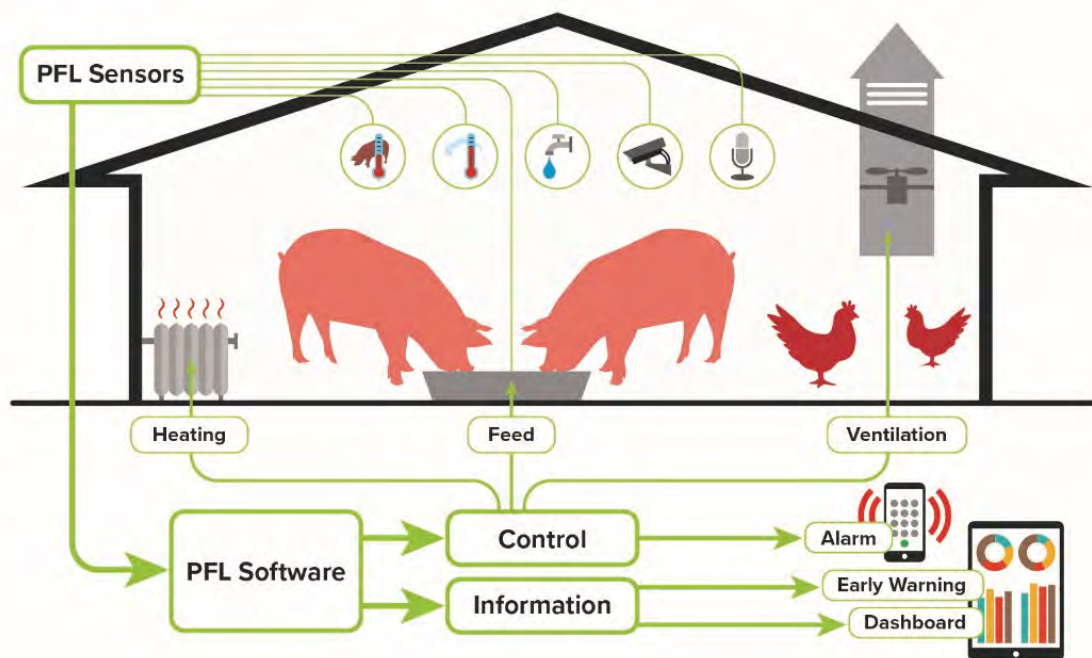 PFL Sensors
Heating
Feed
Ventilation
PFL Software
Control
Information
Alarm
Early Warning
Dashboard